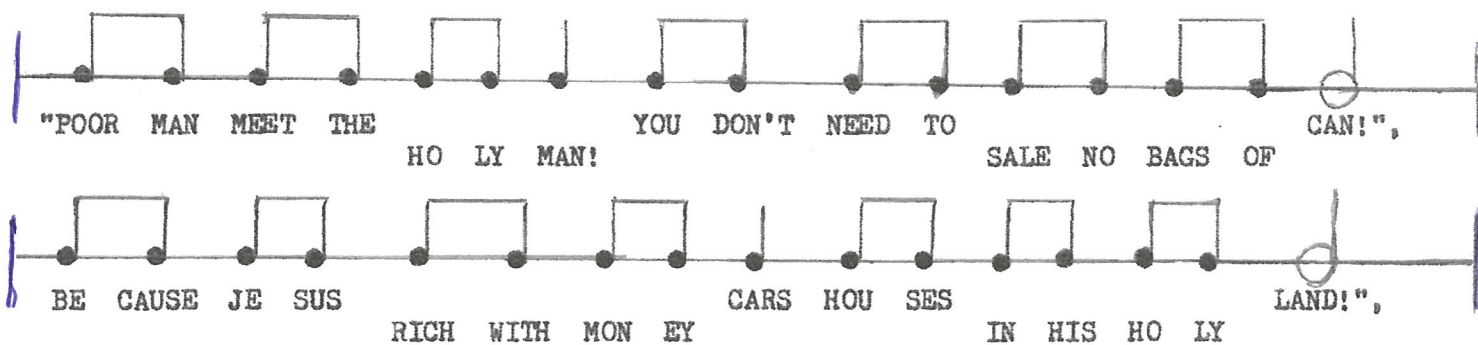 "POOR MAN MEET THE YOU DON'T NEED TO CAN!",
HO LY MAN! SALE NO BAGS OF
BE CAUSE JE SUS CARS HOU SES LAND!",
RICH WITH MON EY IN HIS HO LY